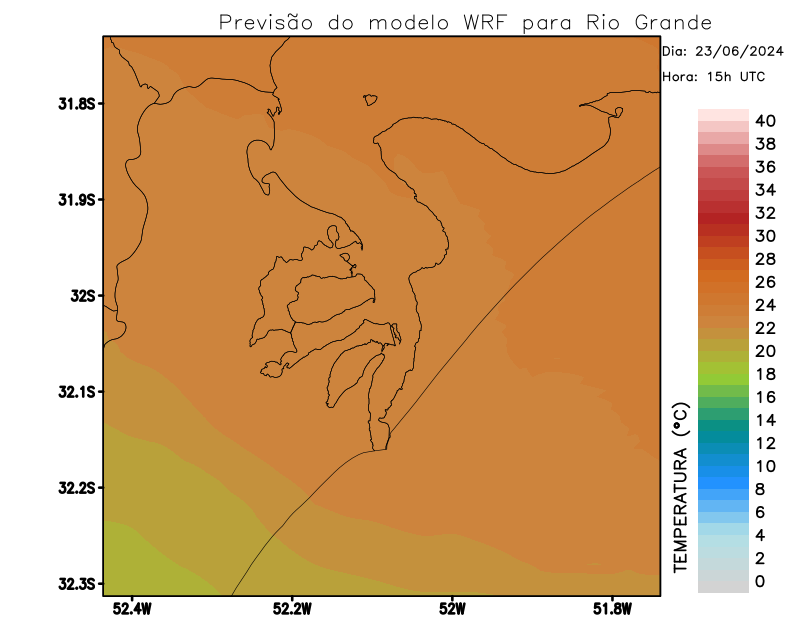 Previsão do modelo WRF para Rio Grande
Dia: 23/06/2024
Hora: 15h UTC
31.8S
31.9S
32S
32.1S
32.2S
32.3S
52.4W
52.2W
52W
51.8W
TEMPERATURA (°C)
40
38
36
34
32
30
28
26
24
22
20
18
16
14
12
10
8
6
4
2
0